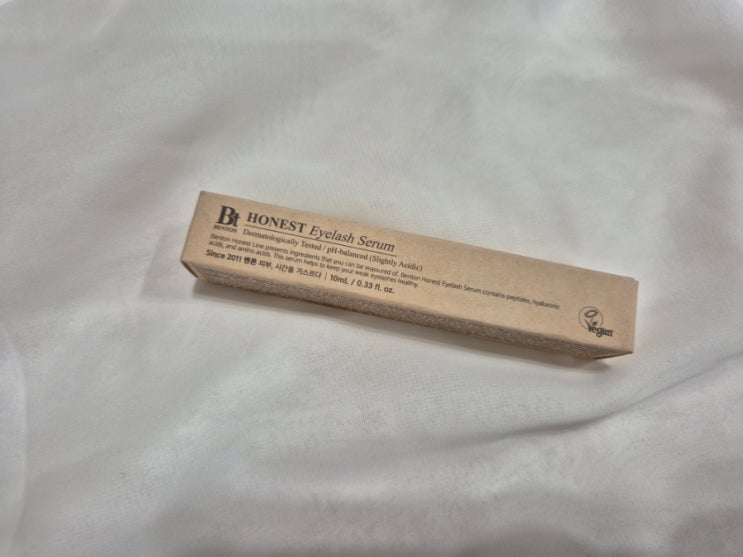 Bt
BENTON
HONEST Eyelash Serum
Dermatologically Tested / pH-balanced (Slightly Acidic)
Benton Honest Line presents ingredients that you can be reassured of. Benton Honest Eyelash Serum contains peptides, hyaluronic
acids, and amino acids. This serum helps to keep your weak eyelashes healthy.
Since 2011 벤튼 피부, 시간을 거스르다 | 10mL / 0.33 fl. oz.
Vegan